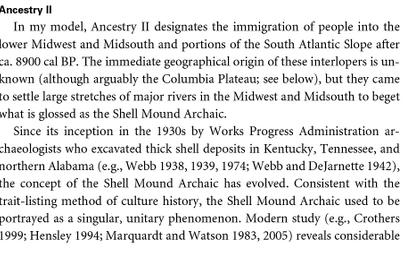 Ancestry II
In my model, Ancestry II designates the immigration of people into the
lower Midwest and Midsouth and portions of the South Atlantic Slope after
ca. 8900 cal BP. The immediate geographical origin of these interlopers is un-
known (although arguably the Columbia Plateau; see below), but they came
to settle large stretches of major rivers in the Midwest and Midsouth to beget
what is glossed as the Shell Mound Archaic.
Since its inception in the 1930s by Works Progress Administration ar-
chaeologists who excavated thick shell deposits in Kentucky, Tennessee, and
northern Alabama (e.g., Webb 1938, 1939, 1974; Webb and DeJarnette 1942),
the concept of the Shell Mound Archaic has evolved. Consistent with the
trait-listing method of culture history, the Shell Mound Archaic used to be
portrayed as a singular, unitary phenomenon. Modern study (e.g., Crothers
1999; Hensley 1994; Marquardt and Watson 1983, 2005) reveals considerable